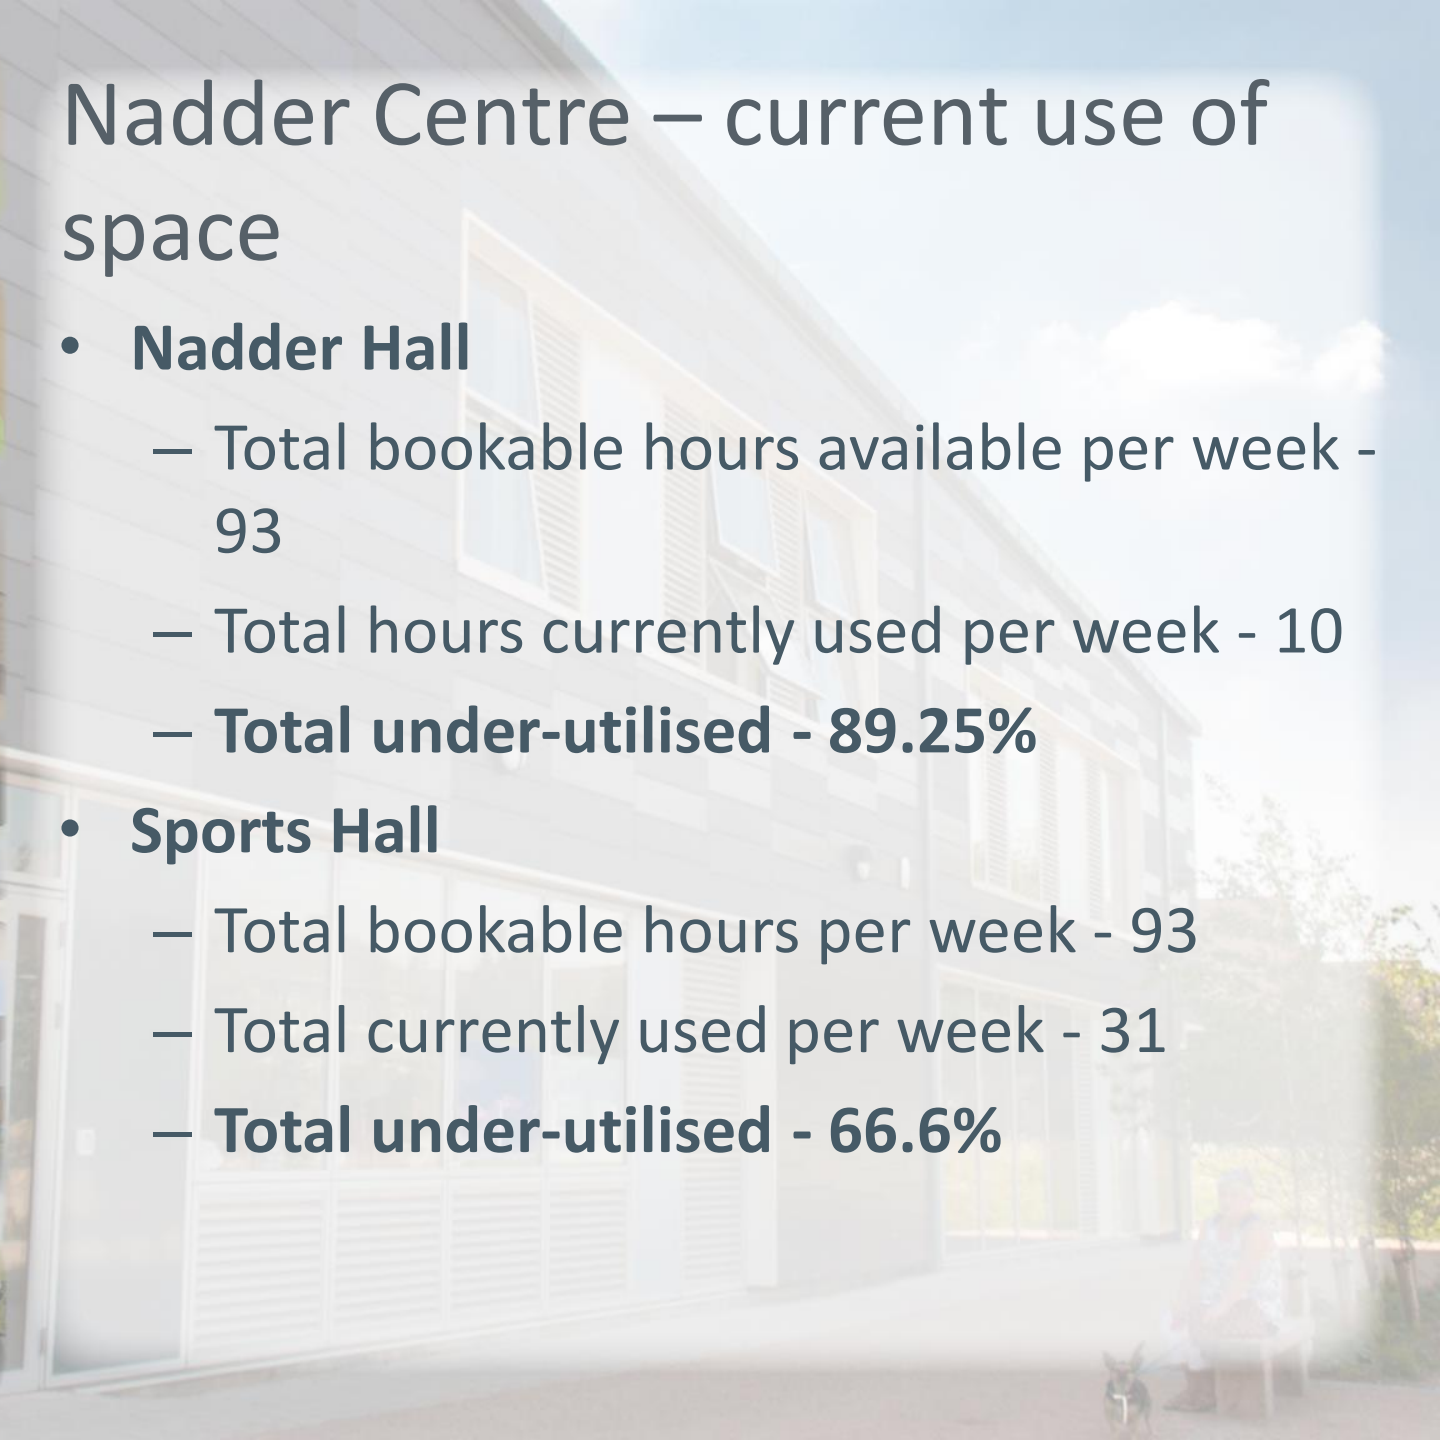 Nadder Centre – current use of
space
• Nadder Hall
– Total bookable hours available per week -
93
– Total hours currently used per week - 10
– Total under-utilised - 89.25%
• Sports Hall
– Total bookable hours per week - 93
– Total currently used per week - 31
– Total under-utilised - 66.6%